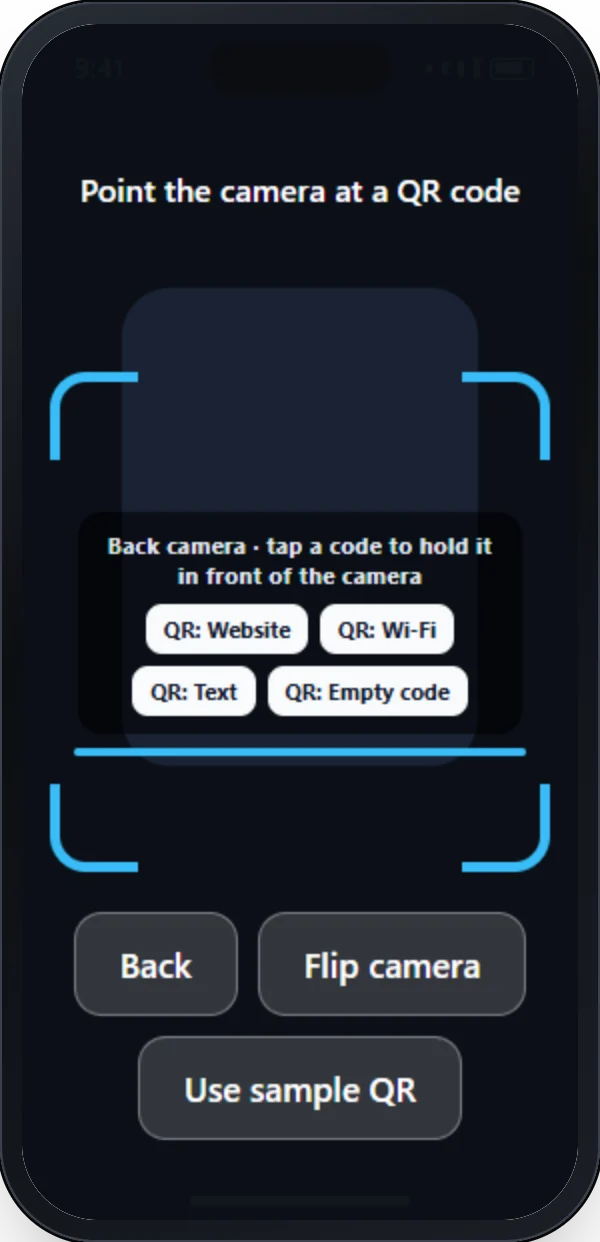 9:41
Point the camera at a QR code
Back camera · tap a code to hold it
in front of the camera
QR: Website QR: Wi-Fi
QR: Text QR: Empty code
Back Flip camera
Use sample QR